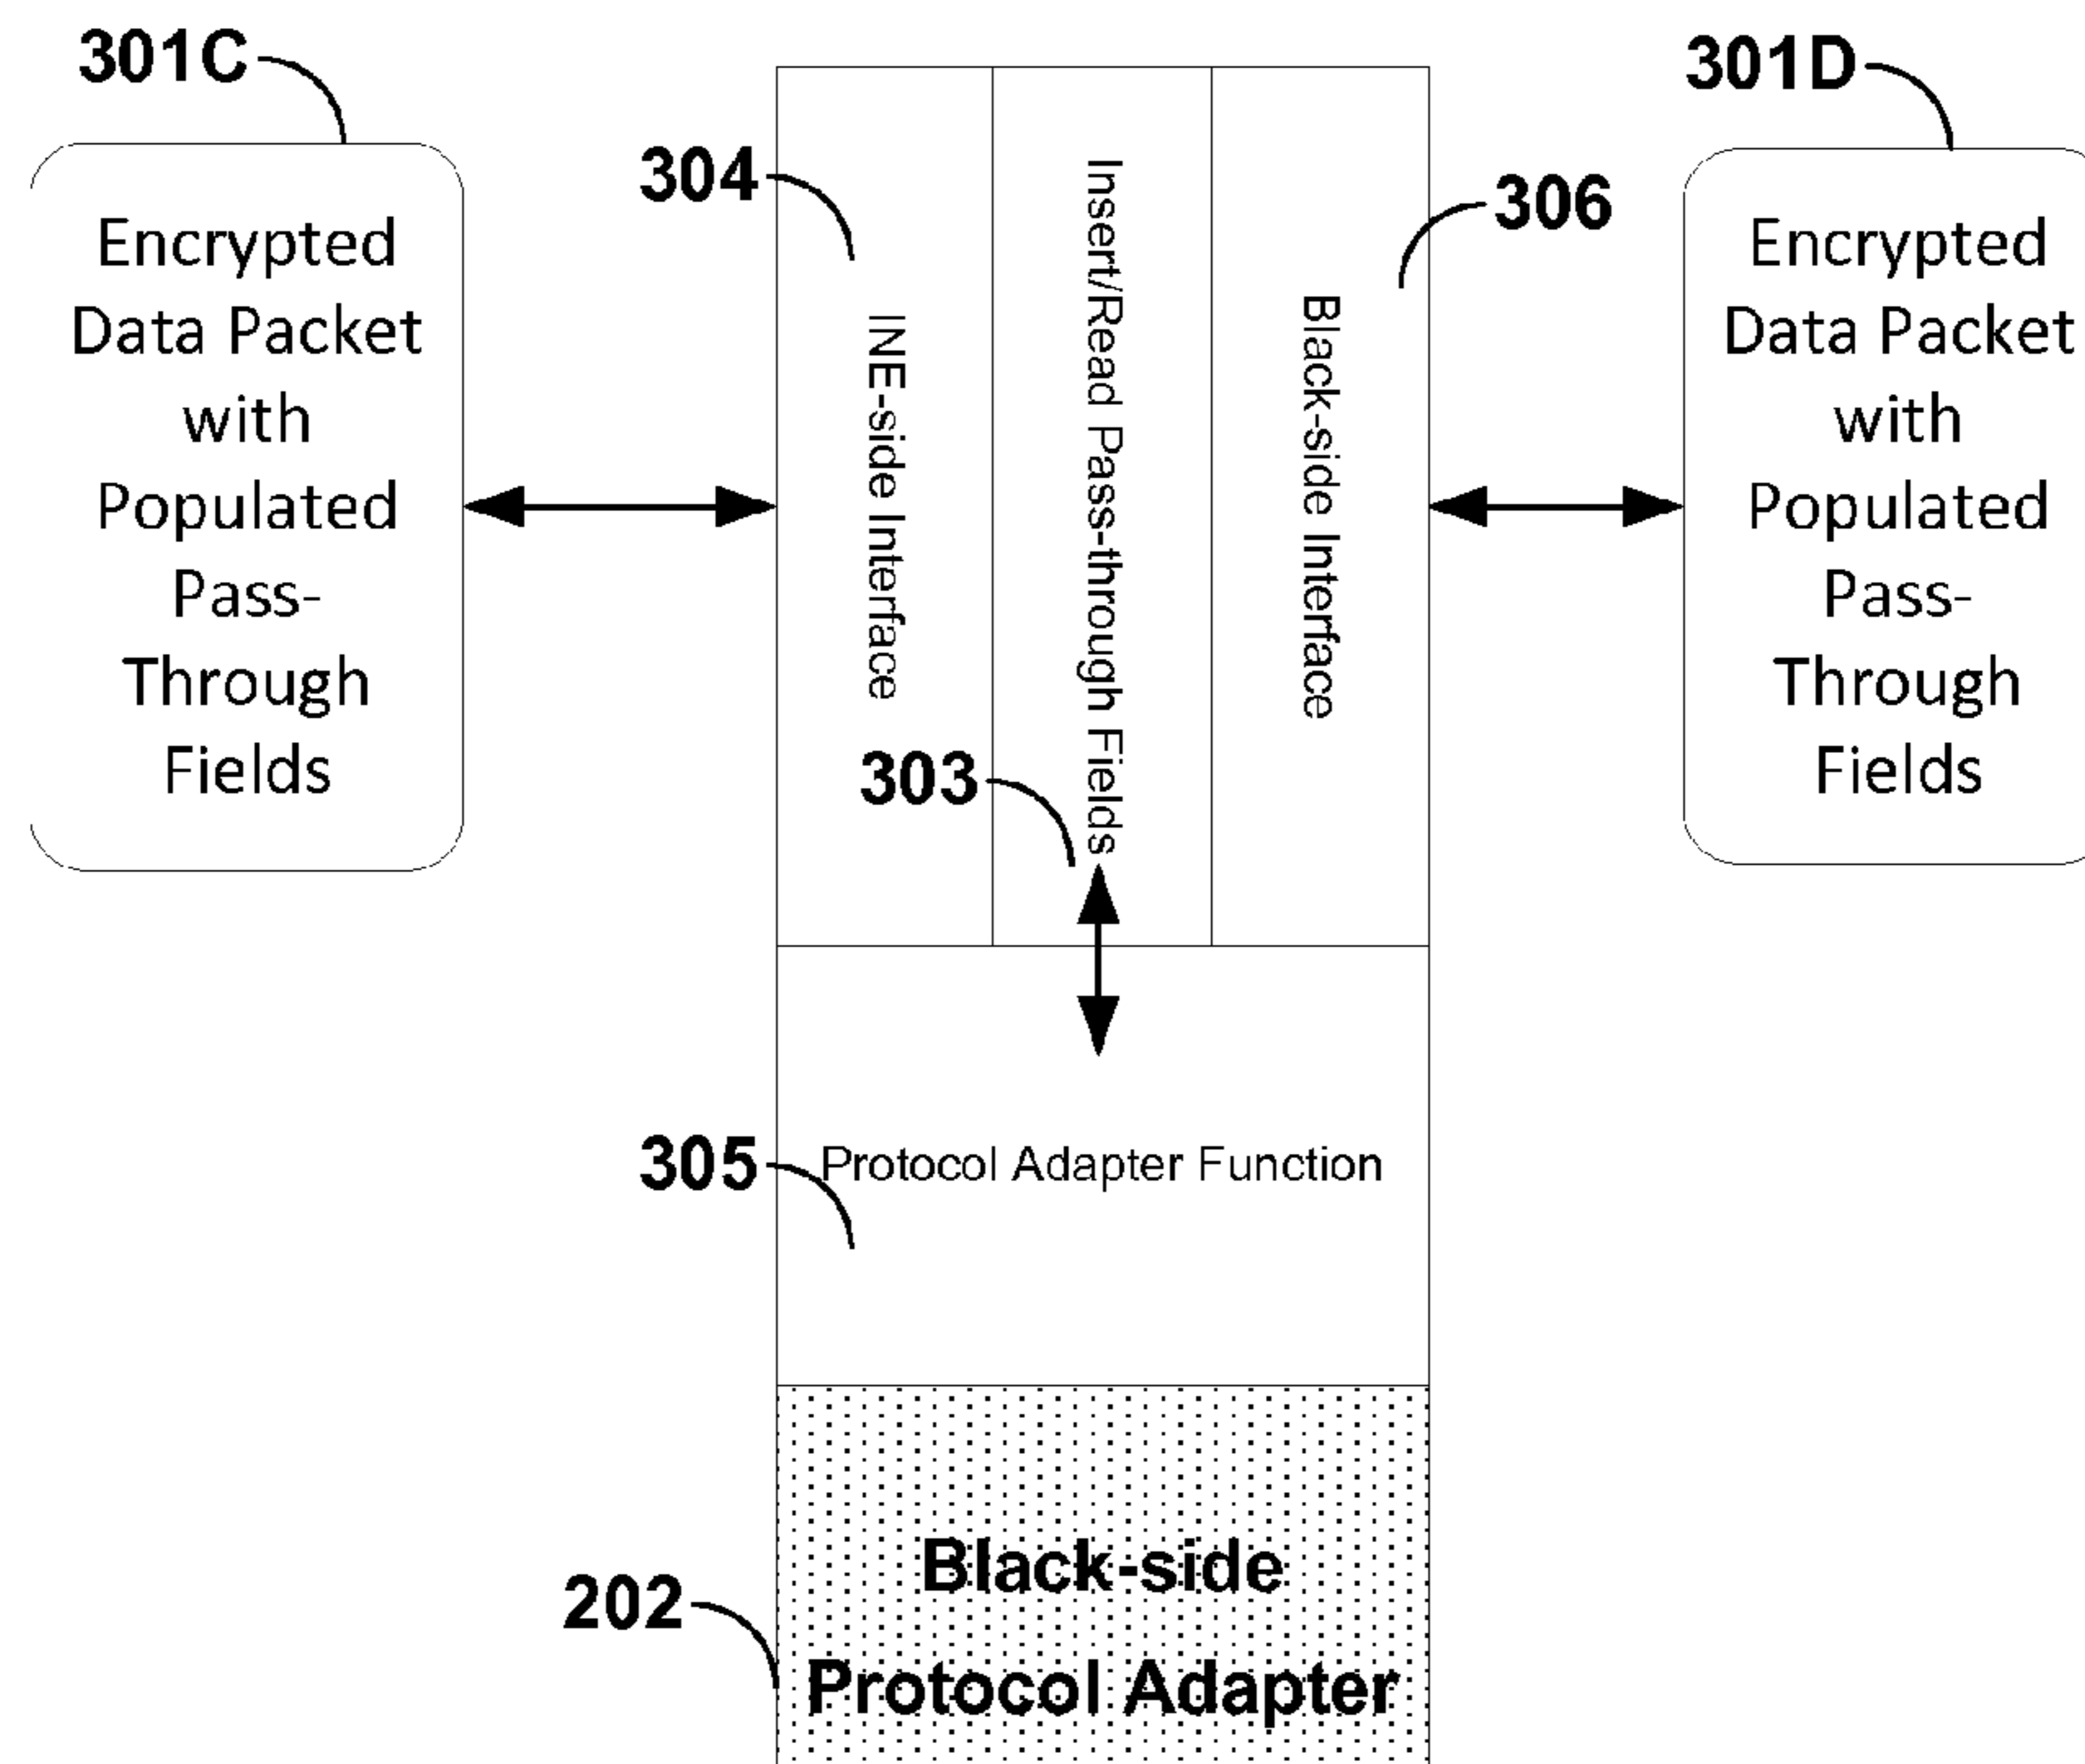 301C
Encrypted
Data Packet
with
Populated
Pass-
Through
Fields
304
INE-side Interface
Insert/Read Pass-through Fields
303
Black-side Interface
306
301D
Encrypted
Data Packet
with
Populated
Pass-
Through
Fields
305
Protocol Adapter Function
202
Black-side
Protocol Adapter